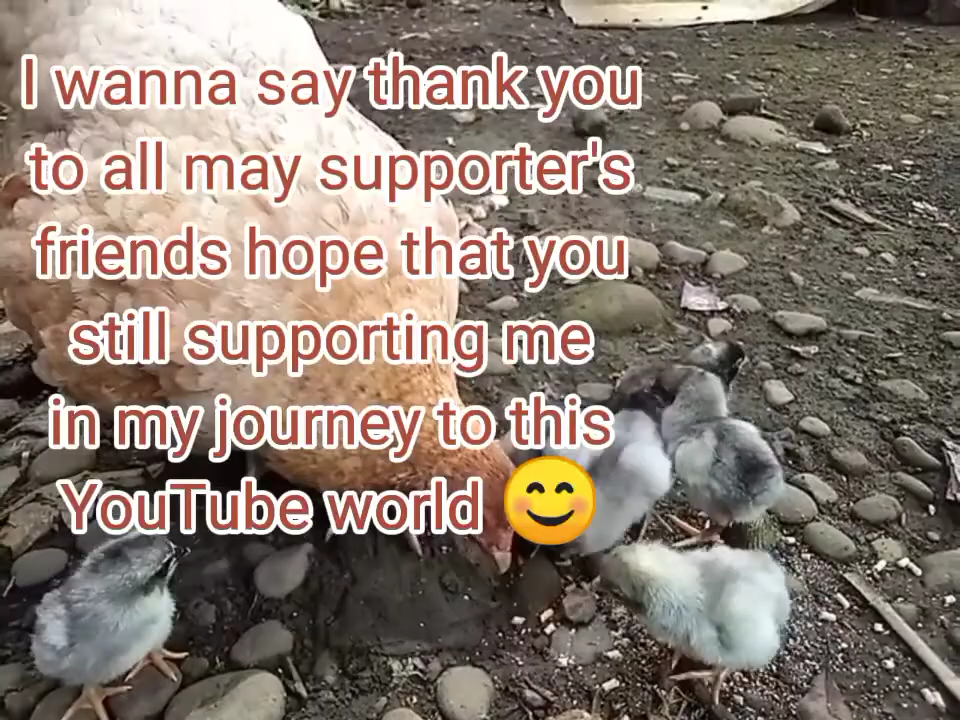 I wanna say thank you
to all may supporter's
friends hope that you
still supporting me
in my journey to this
YouTube world 😊